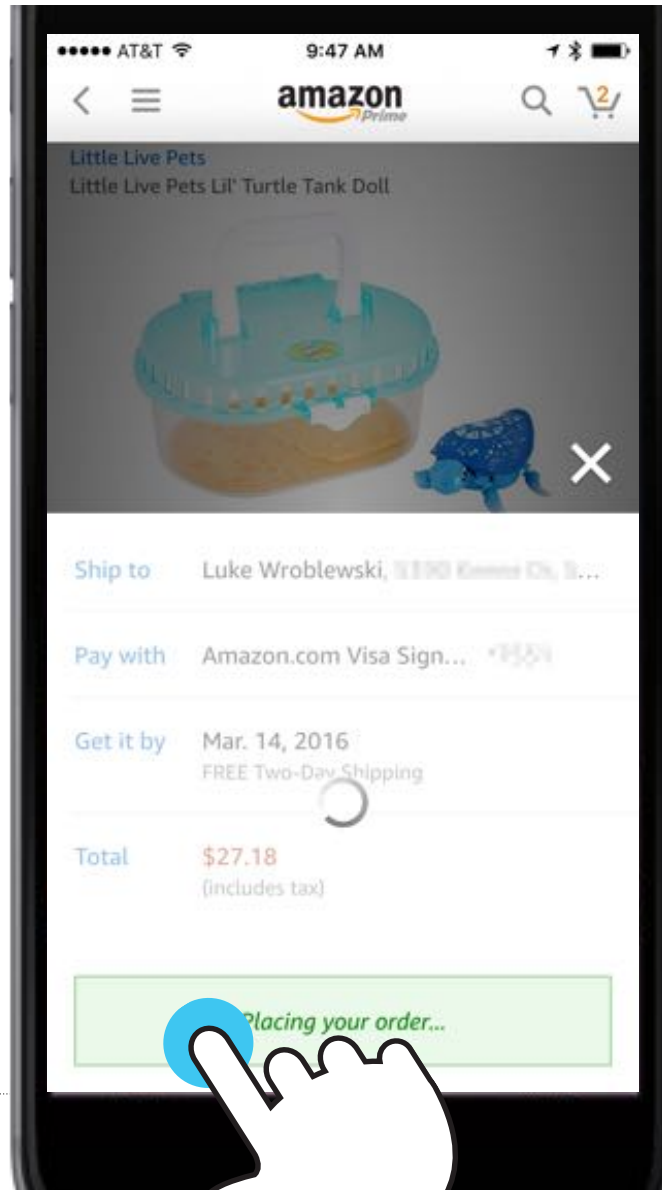 AT&T 9:47 AM
amazon 2
Prime
Little Live Pets
Little Live Pets Lil' Turtle Tank Doll
Ship to Luke Wroblewski,
Pay with Amazon.com Visa Sign...
Get it by Mar. 14, 2016
FREE Two-Day Shipping
Total $27.18
(includes tax)
Placing your order...